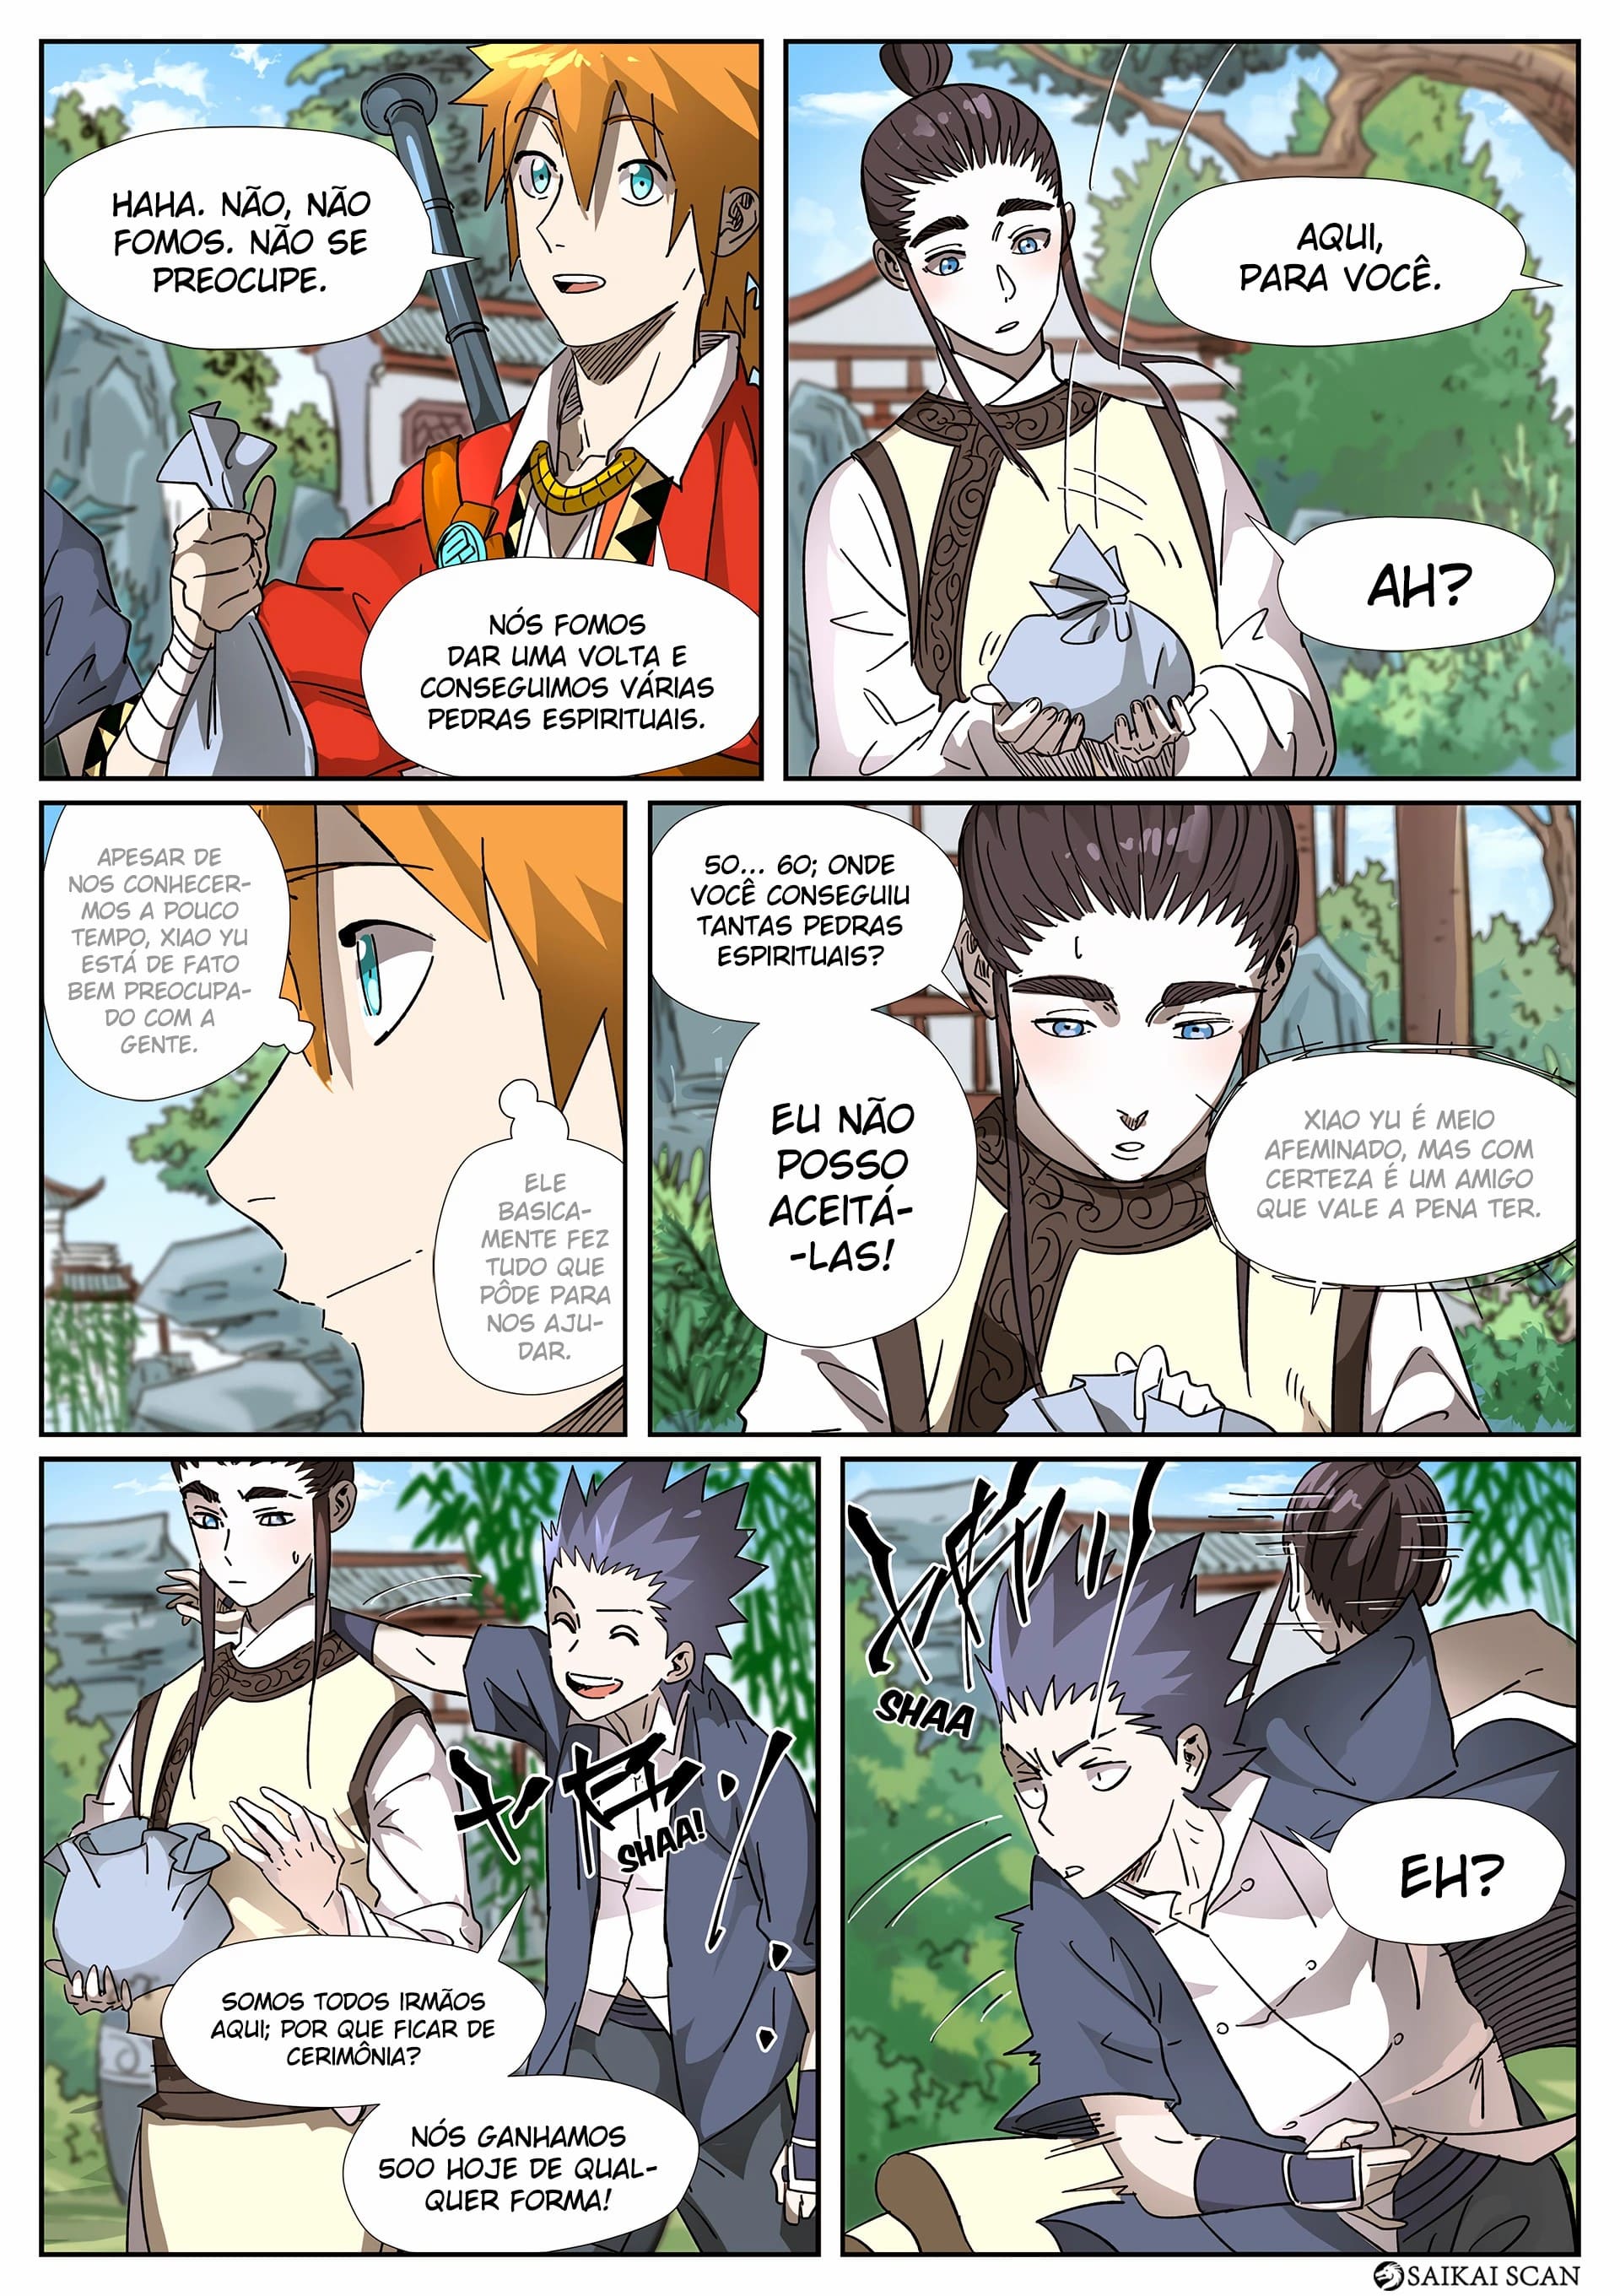 HAHA. NÃO, NÃO
FOMOS. NÃO SE
PREOCUPE.
NÓS FOMOS
DAR UMA VOLTA E
CONSEGUIMOS VÁRIAS
PEDRAS ESPIRITUAIS.
AQUI,
PARA VOCÊ.
AH?
APESAR DE
NOS CONHECER-
MOS A POUCO
TEMPO, XIAO YU
ESTÁ DE FATO
BEM PREOCUPA-
DO COM A
GENTE.
ELE
BASICA-
MENTE FEZ
TUDO QUE
PÔDE PARA
NOS AJU-
DAR.
50... 60; ONDE
VOCÊ CONSEGUIU
TANTAS PEDRAS
ESPIRITUAIS?
EU NÃO
POSSO
ACEITÁ-
-LAS!
XIAO YU É MEIO
AFEMINADO, MAS COM
CERTEZA É UM AMIGO
QUE VALE A PENA TER.
SHAA!
SOMOS TODOS IRMÃOS
AQUI; POR QUE FICAR DE
CERIMÔNIA?
NÓS GANHAMOS
500 HOJE DE QUAL-
QUER FORMA!
SHAA
EH?
SAIKAI SCAN